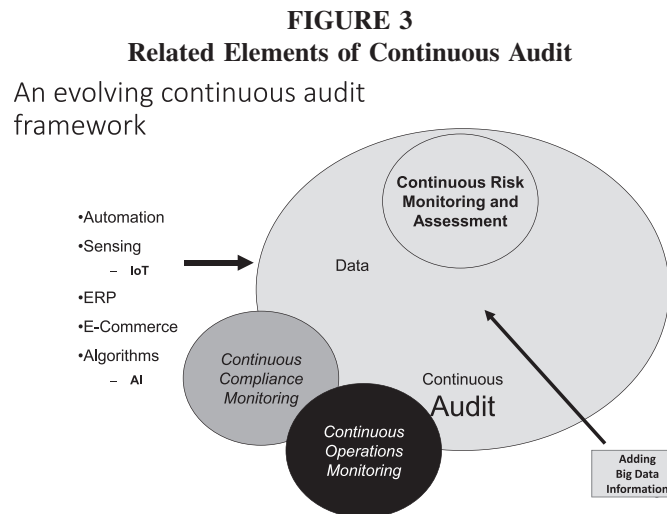 FIGURE 3
Related Elements of Continuous Audit
An evolving continuous audit
framework
•Automation
•Sensing
– IoT
•ERP
•E-Commerce
•Algorithms
– AI
Continuous Risk
Monitoring and
Assessment
Data
Continuous
Compliance
Monitoring
Continuous
Audit
Continuous
Operations
Monitoring
Adding
Big Data
Information